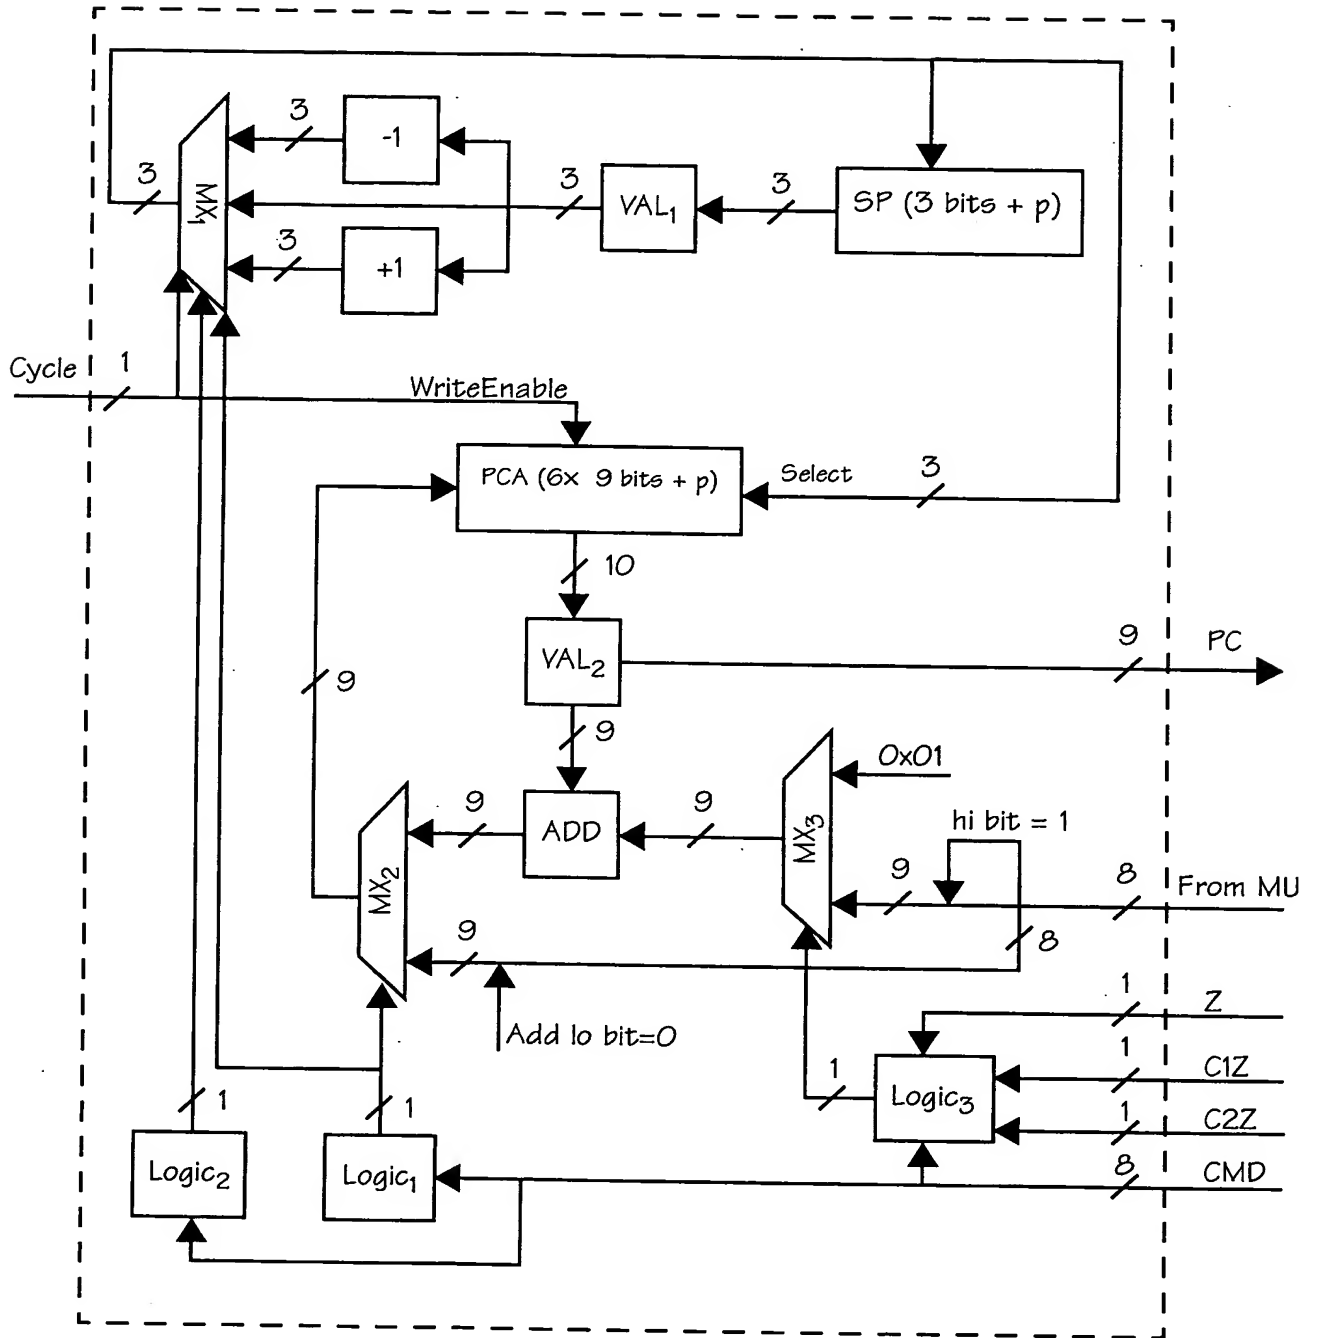 3
-1
3
MX1
3
VAL1
3
SP (3 bits + p)
3
+1
Cycle
1
WriteEnable
PCA (6x 9 bits + p)
Select
3
10
VAL2
9
PC
9
9
0x01
9
ADD
9
MX3
hi bit = 1
MX2
9
8
From MU
9
8
Add lo bit=0
1
Z
1
C1Z
1
Logic3
1
C2Z
1
1
8
CMD
Logic2
Logic1